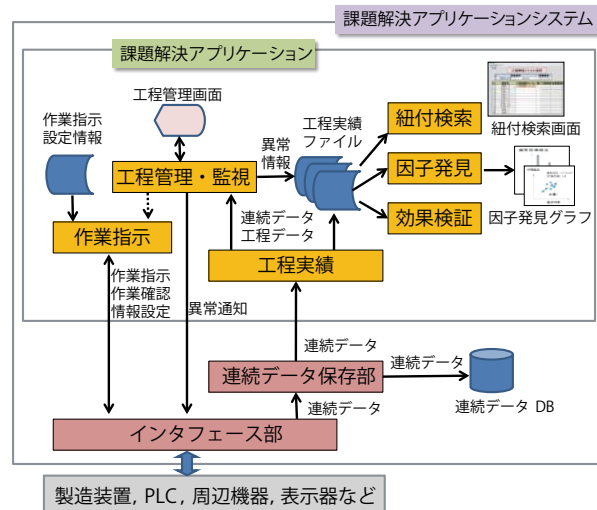 課題解決アプリケーションシステム
課題解決アプリケーション
工程管理画面
作業指示
設定情報
異常
情報
工程実績
ファイル
紐付検索
紐付検索画面
工程管理・監視
因子発見
因子発見グラフ
作業指示
連続データ
工程データ
効果検証
工程実績
作業指示
作業確認
情報設定
異常通知
連続データ
連続データ保存部
連続データ
連続データ DB
連続データ
インタフェース部
製造装置, PLC, 周辺機器, 表示器など